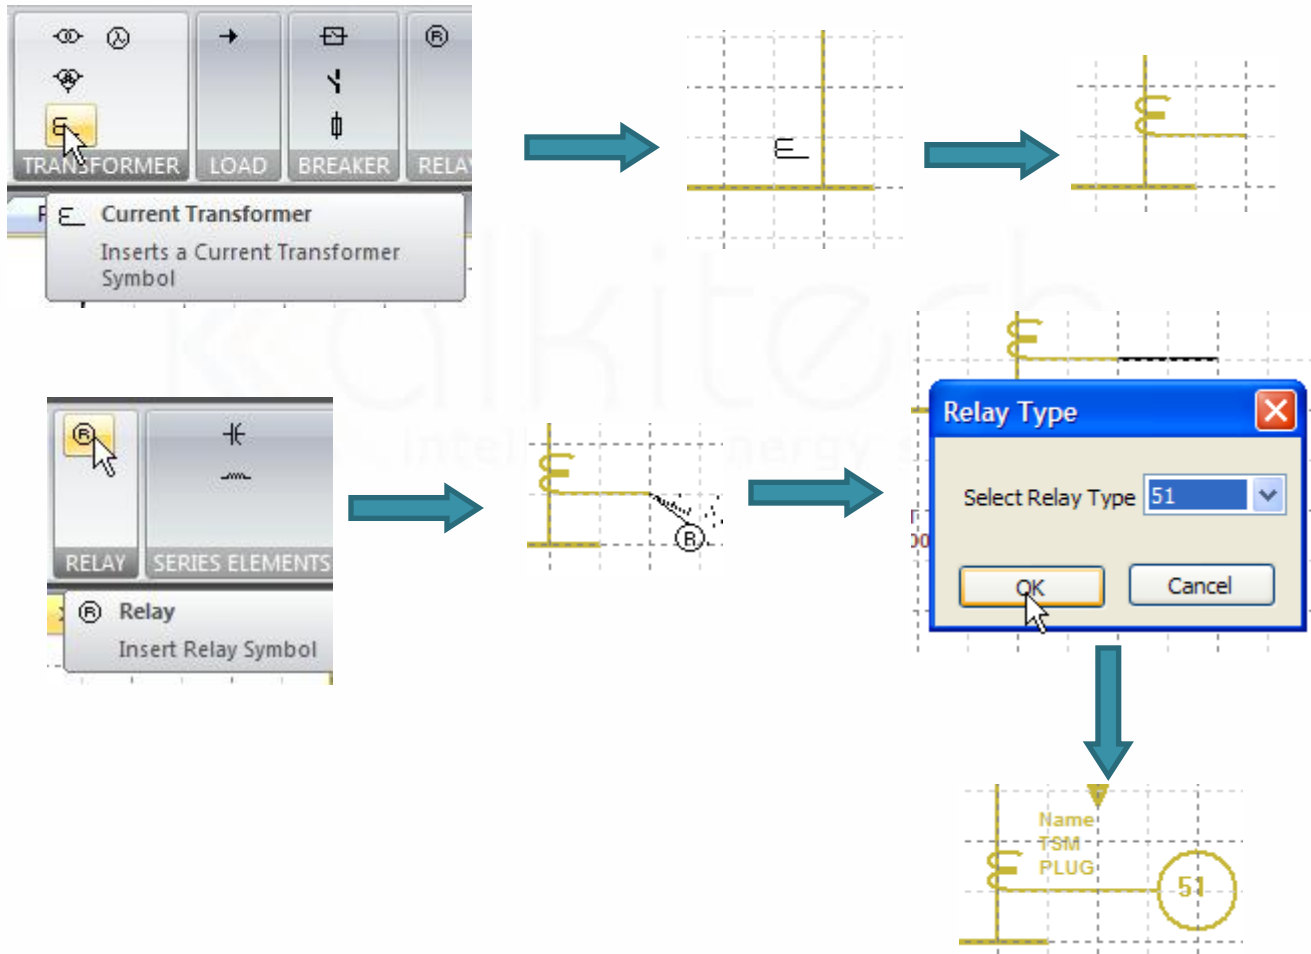 TRANSFORMER
LOAD
BREAKER
RELA
Current Transformer
Inserts a Current Transformer
Symbol
RELAY
SERIES ELEMENTS
Relay
Insert Relay Symbol
R
Relay Type
Select Relay Type 51
OK
Cancel
Name
TSM
PLUG
51